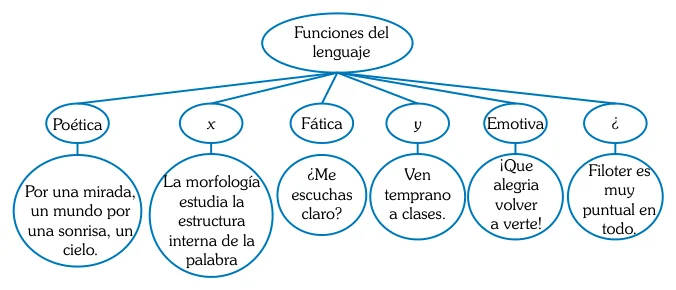 Funciones del
lenguaje
Poética
x
Fática
y
Emotiva
¿
Por una mirada,
un mundo por
una sonrisa, un
cielo.
La morfología
estudia la
estructura
interna de la
palabra
¿Me
escuchas
claro?
Ven
temprano
a clases.
¡Que
alegria
volver
a verte!
Filoter es
muy
puntual en
todo.